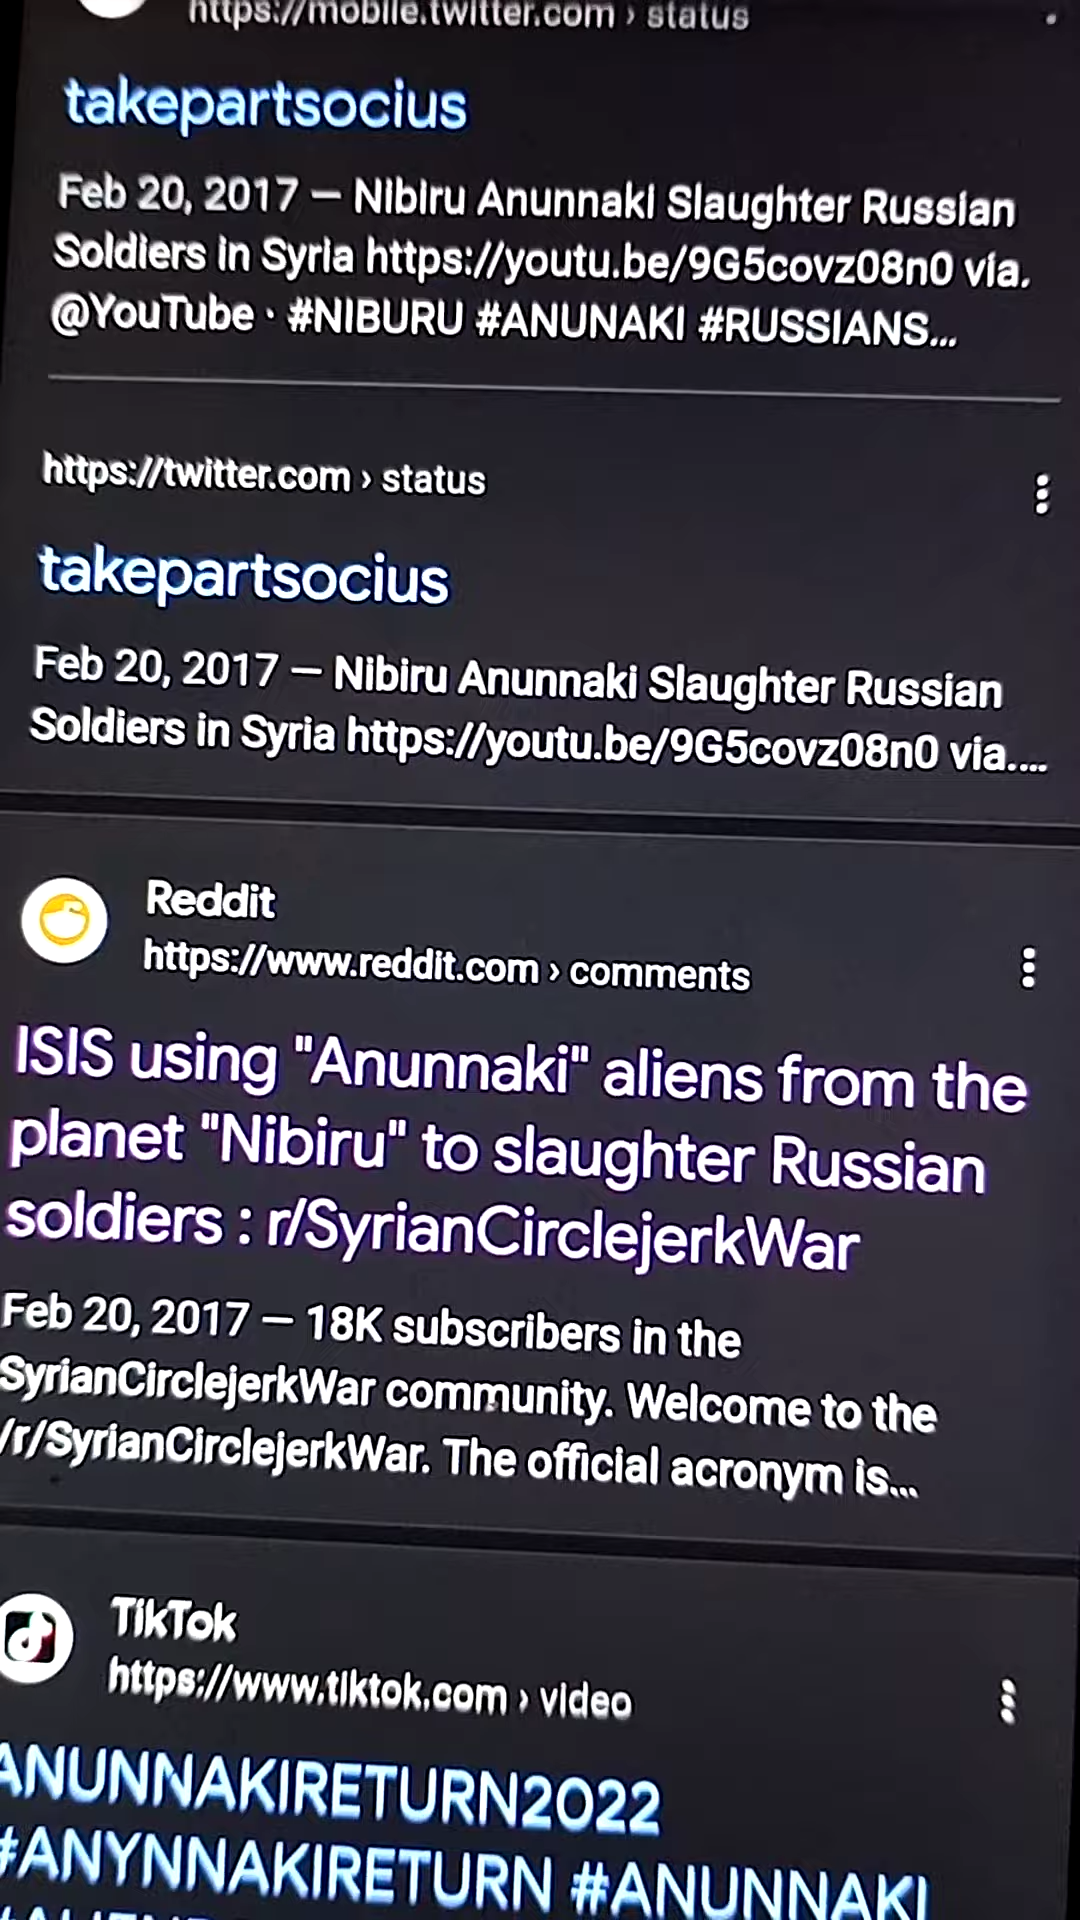 https://mobile.twitter.com › status
takepartsocius
Feb 20, 2017 — Nibiru Anunnaki Slaughter Russian
Soldiers in Syria https://youtu.be/9G5covz08n0 via.
@YouTube · #NIBURU #ANUNAKI #RUSSIANS...
https://twitter.com › status
takepartsocius
Feb 20, 2017 — Nibiru Anunnaki Slaughter Russian
Soldiers in Syria https://youtu.be/9G5covz08n0 via....
Reddit
https://www.reddit.com › comments
ISIS using "Anunnaki" aliens from the
planet "Nibiru" to slaughter Russian
soldiers : r/SyrianCirclejerkWar
Feb 20, 2017 — 18K subscribers in the
SyrianCirclejerkWar community. Welcome to the
/r/SyrianCirclejerkWar. The official acronym is...
TikTok
https://www.tiktok.com › video
ANUNNAKIRETURN2022
#ANYNNAKIRETURN #ANUNNAKI